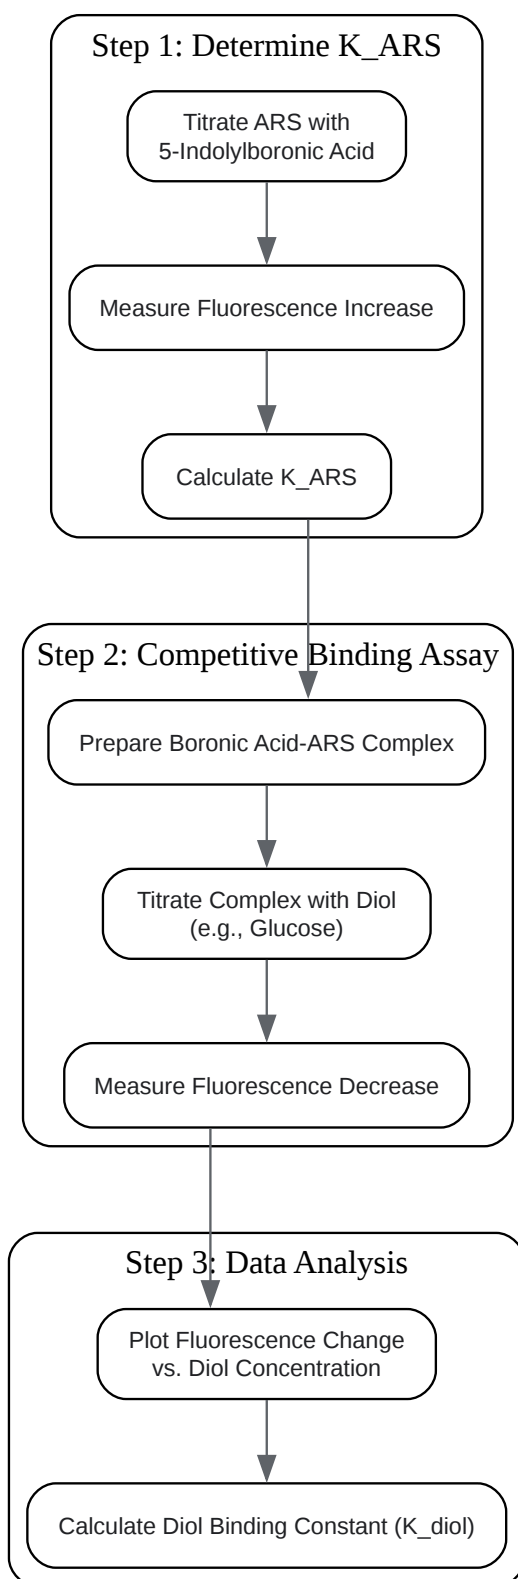 Step 1: Determine K_ARS
Titrate ARS with
5-Indolylboronic Acid
Measure Fluorescence Increase
Calculate K_ARS
Step 2: Competitive Binding Assay
Prepare Boronic Acid-ARS Complex
Titrate Complex with Diol
(e.g., Glucose)
Measure Fluorescence Decrease
Step 3: Data Analysis
Plot Fluorescence Change
vs. Diol Concentration
Calculate Diol Binding Constant (K_diol)